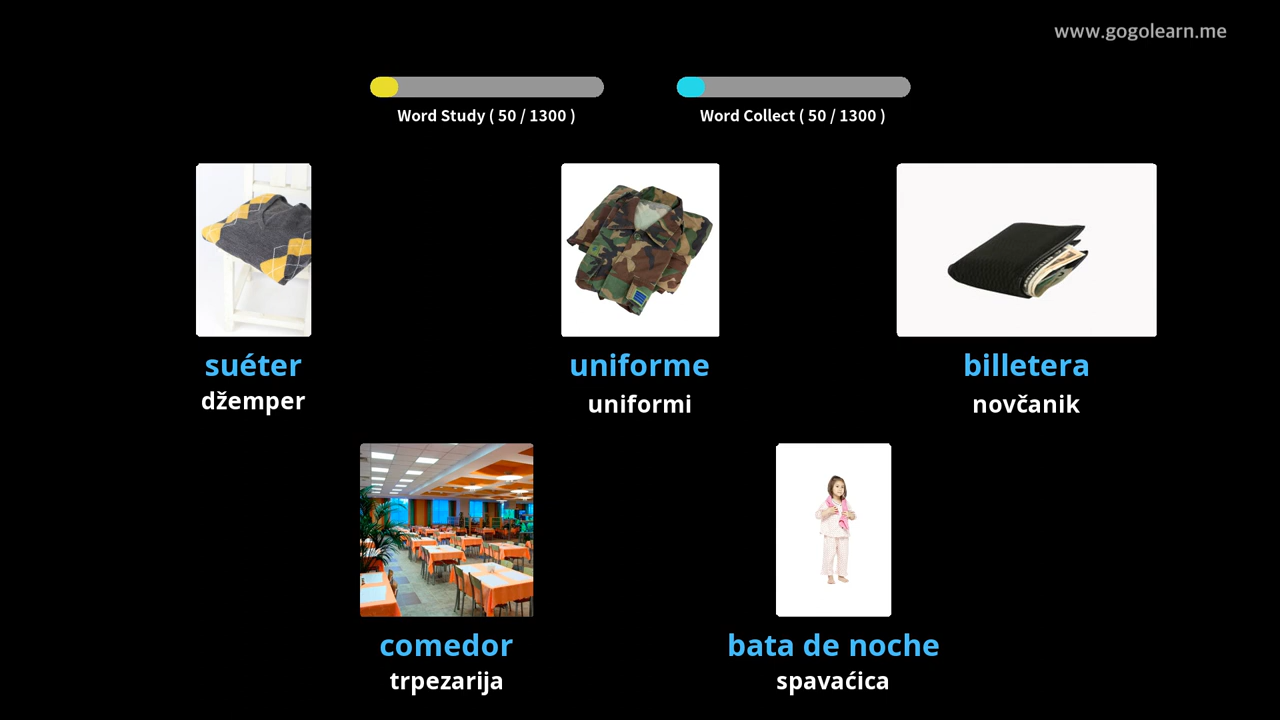 www.gogolearn.me
Word Study ( 50 / 1300 )
Word Collect ( 50 / 1300 )
suéter
džemper
uniforme
uniformi
billetera
novčanik
comedor
trpezarija
bata de noche
spavaćica